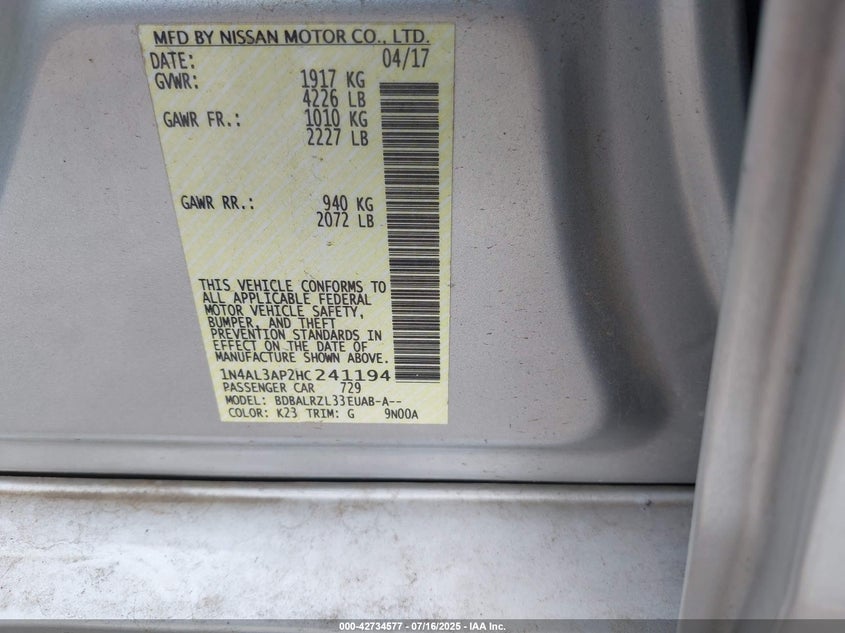 MFD BY NISSAN MOTOR CO., LTD.
DATE: 04/17
GVWR: 1917 KG
4226 LB
GAWR FR.: 1010 KG
2227 LB
GAWR RR.: 940 KG
2072 LB
THIS VEHICLE CONFORMS TO
ALL APPLICABLE FEDERAL
MOTOR VEHICLE SAFETY,
BUMPER, AND THEFT
PREVENTION STANDARDS IN
EFFECT ON THE DATE OF
MANUFACTURE SHOWN ABOVE.
1N4AL3AP2HC241194
PASSENGER CAR 729
MODEL: BDBALRZL33EUAB-A--
COLOR: K23 TRIM: G 9N00A
000-42734577 - 07/16/2025 - IAA Inc.